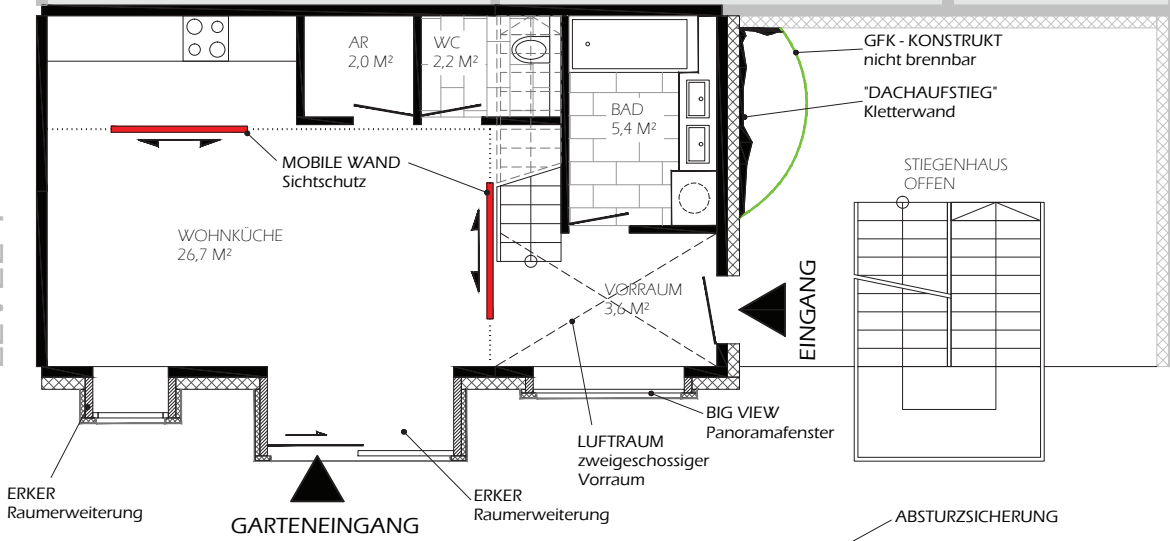 AR
2,0 M²
WC
2,2 M²
BAD
5,4 M²
GFK - KONSTRUKT
nicht brennbar
"DACHAUFSTIEG"
Kletterwand
MOBILE WAND
Sichtschutz
STIEGENHAUS
OFFEN
WOHNKÜCHE
26,7 M²
VORRAUM
3,6 M²
EINGANG
BIG VIEW
Panoramafenster
LUFTRAUM
zweigeschossiger
Vorraum
ERKER
Raumerweiterung
GARTENEINGANG
ERKER
Raumerweiterung
ABSTURZSICHERUNG